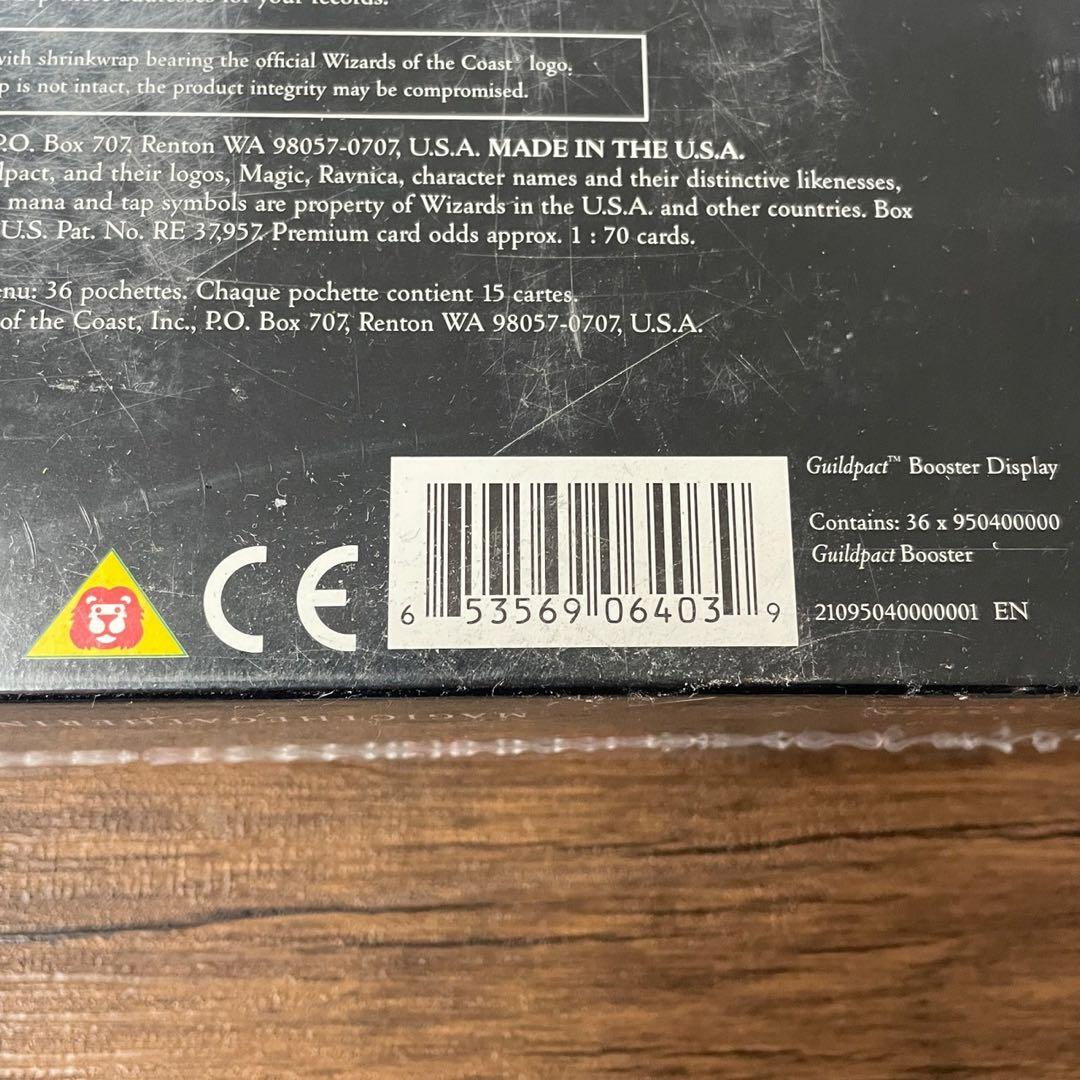 these addresses for your records.
with shrinkwrap bearing the official Wizards of the Coast® logo.
is not intact, the product integrity may be compromised.
P.O. Box 707, Renton WA 98057-0707, U.S.A. MADE IN THE U.S.A.
lpact, and their logos, Magic, Ravnica, character names and their distinctive likenesses,
mana and tap symbols are property of Wizards in the U.S.A. and other countries. Box
U.S. Pat. No. RE 37,957. Premium card odds approx. 1 : 70 cards.
nu: 36 pochettes. Chaque pochette contient 15 cartes.
of the Coast, Inc., P.O. Box 707, Renton WA 98057-0707, U.S.A.
Guildpact™ Booster Display
Contains: 36 x 950400000
Guildpact Booster
21095040000001 EN
CE
6 53569 06403 9